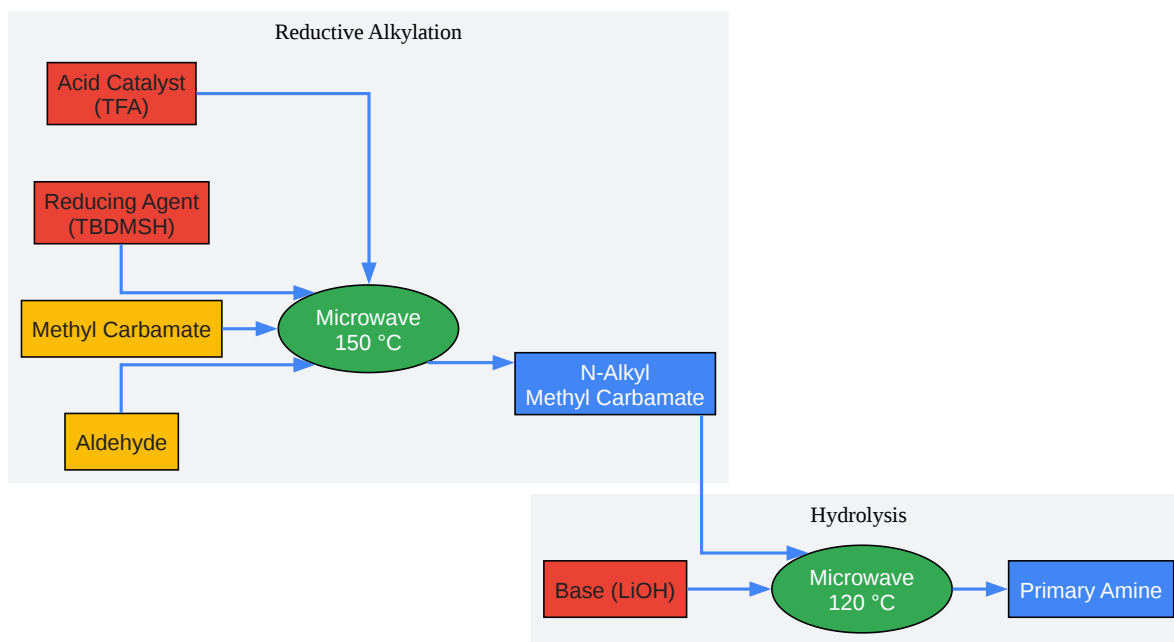 Reductive Alkylation
Acid Catalyst
(TFA)
Reducing Agent
(TBDMSH)
Methyl Carbamate
Microwave
150 °C
N-Alkyl
Methyl Carbamate
Aldehyde
Hydrolysis
Base (LiOH)
Microwave
120 °C
Primary Amine